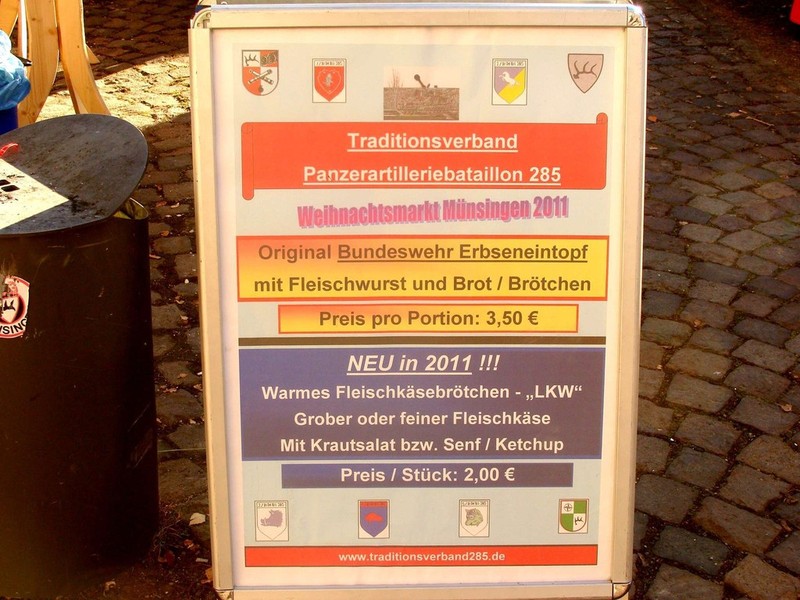 Traditionsverband
Panzerartilleriebataillon 285
Weihnachtsmarkt Münsingen 2011
Original Bundeswehr Erbseneintopf
mit Fleischwurst und Brot / Brötchen
Preis pro Portion: 3,50 €
NEU in 2011 !!!
Warmes Fleischkäsebrötchen - „LKW“
Grober oder feiner Fleischkäse
Mit Krautsalat bzw. Senf / Ketchup
Preis / Stück: 2,00 €
www.traditionsverband285.de